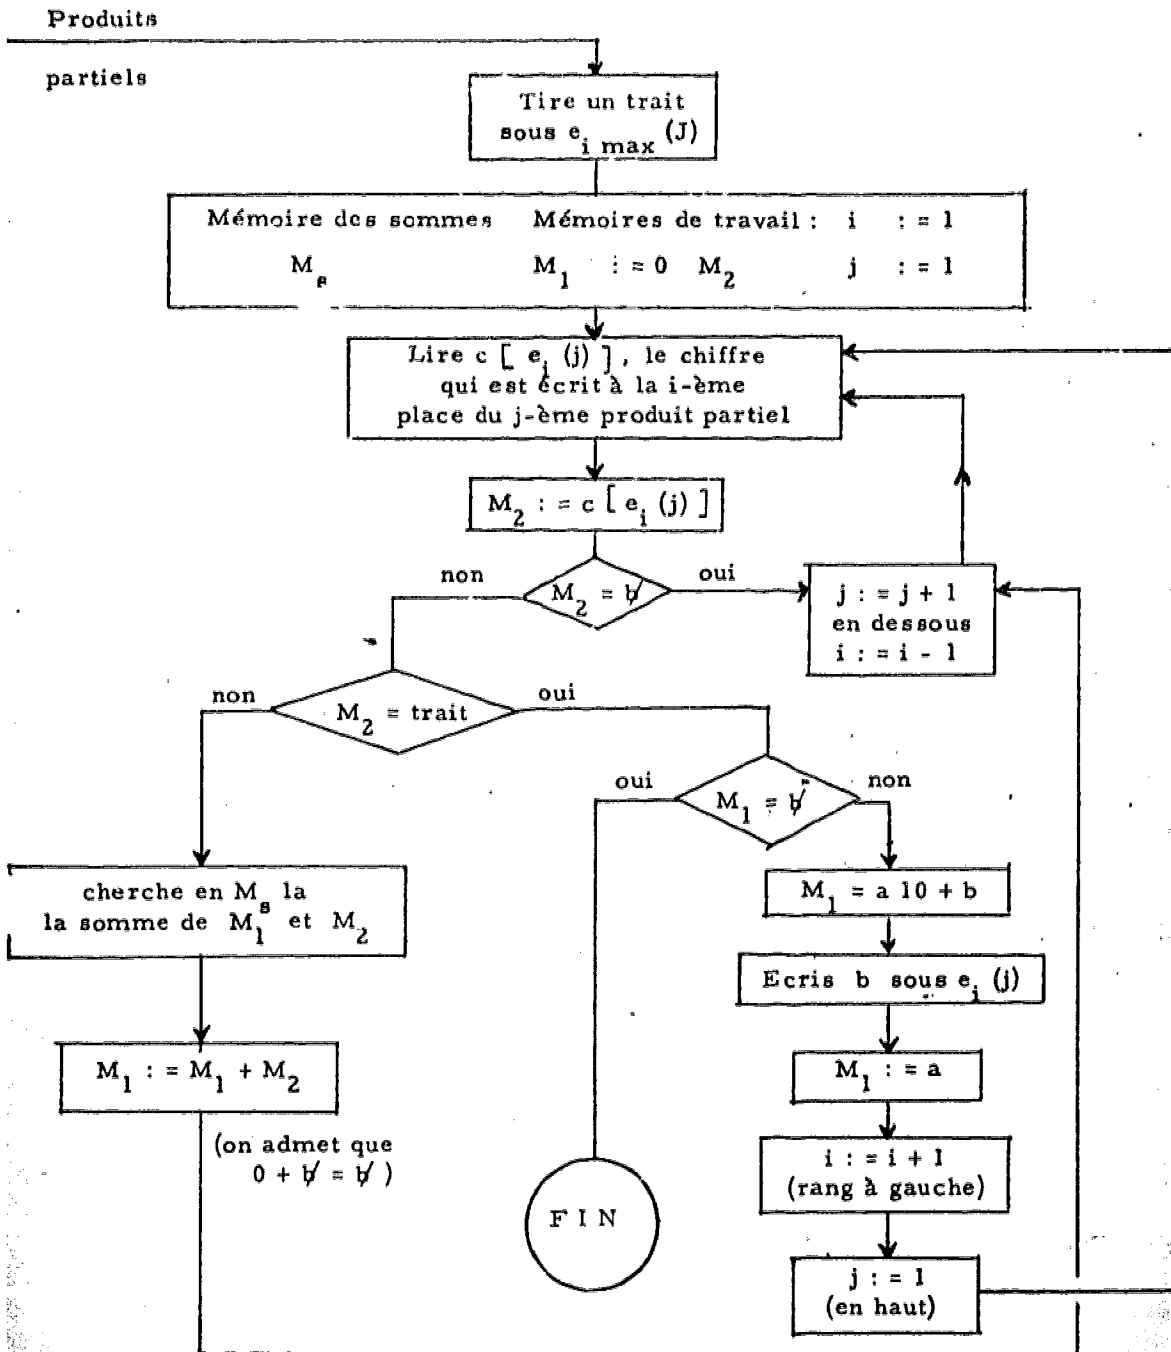 Produits
partiels
Tire un trait
sous e_i max (J)
Mémoire des sommes Mémoires de travail : i := 1
M_s M_1 := 0 M_2 j := 1
Lire c [ e_i (j) ], le chiffre
qui est écrit à la i-ème
place du j-ème produit partiel
M_2 := c [ e_i (j) ]
non
M_2 = b̸
oui
j := j + 1
en dessous
i := i - 1
non
M_2 = trait
oui
oui
M_1 = b̸
non
cherche en M_s la
la somme de M_1 et M_2
M_1 = a 10 + b
Ecris b sous e_i (j)
M_1 := M_1 + M_2
M_1 := a
(on admet que
0 + b̸ = b̸ )
i := i + 1
(rang à gauche)
FIN
j := 1
(en haut)